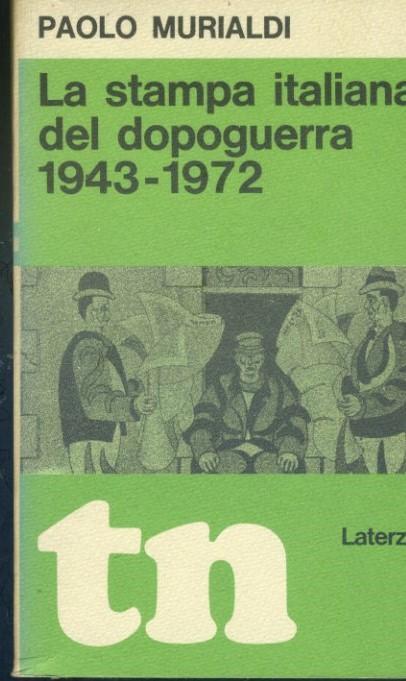 PAOLO MURIALDI
La stampa italiana
del dopoguerra
1943-1972
tn
Laterz